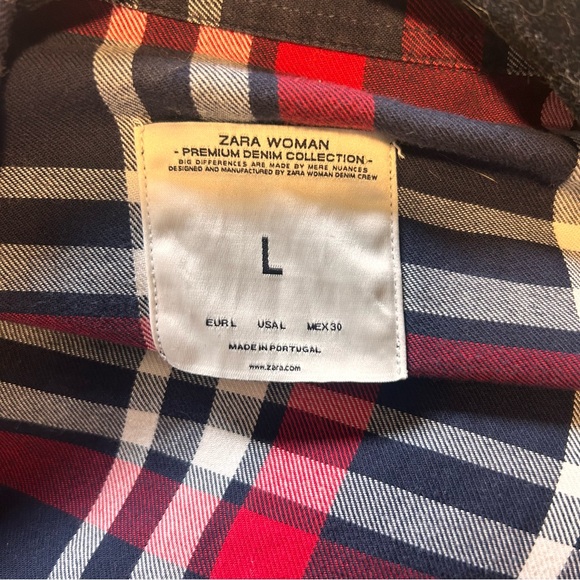 ZARA WOMAN
- PREMIUM DENIM COLLECTION -
BIG DIFFERENCES ARE MADE BY MERE NUANCES
DESIGNED AND MANUFACTURED BY ZARA WOMAN DENIM CREW
L
EUR L USA L MEX 30
MADE IN PORTUGAL
www.zara.com